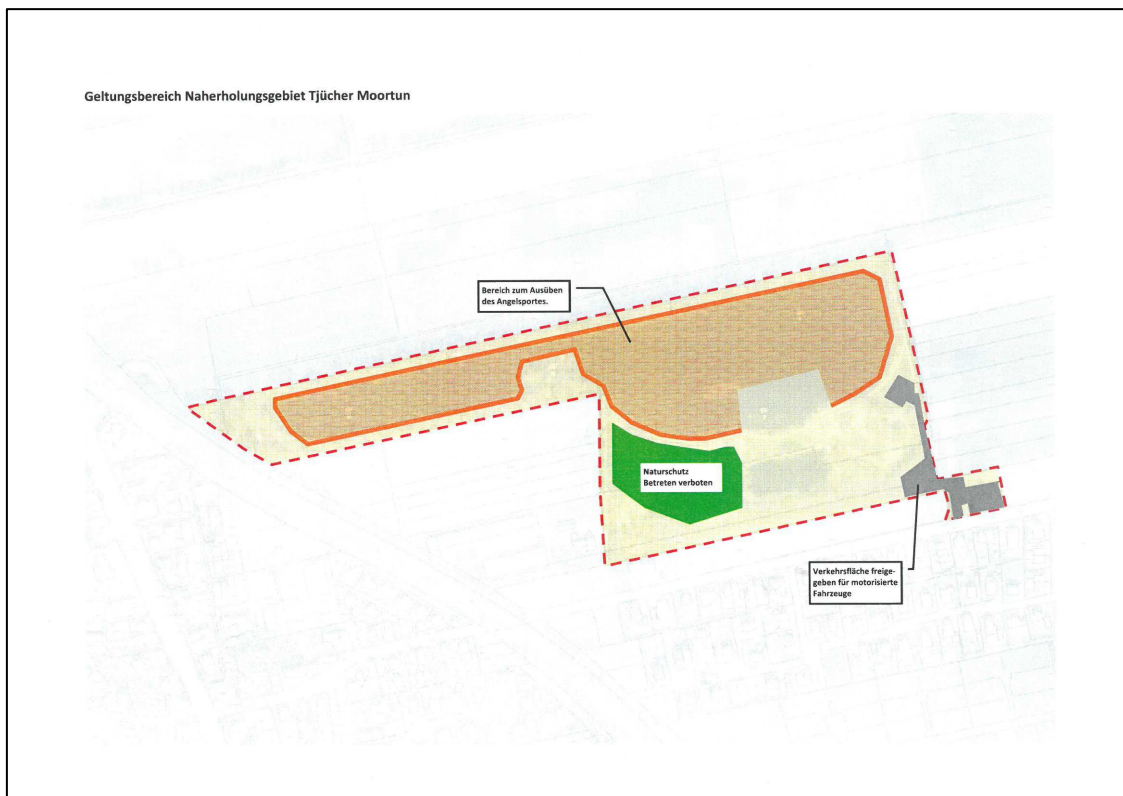 Geltungsbereich Naherholungsgebiet Tjücher Moortun
Bereich zum Ausüben
des Angelsportes.
Naturschutz
Betreten verboten
Verkehrsfläche freige-
geben für motorisierte
Fahrzeuge